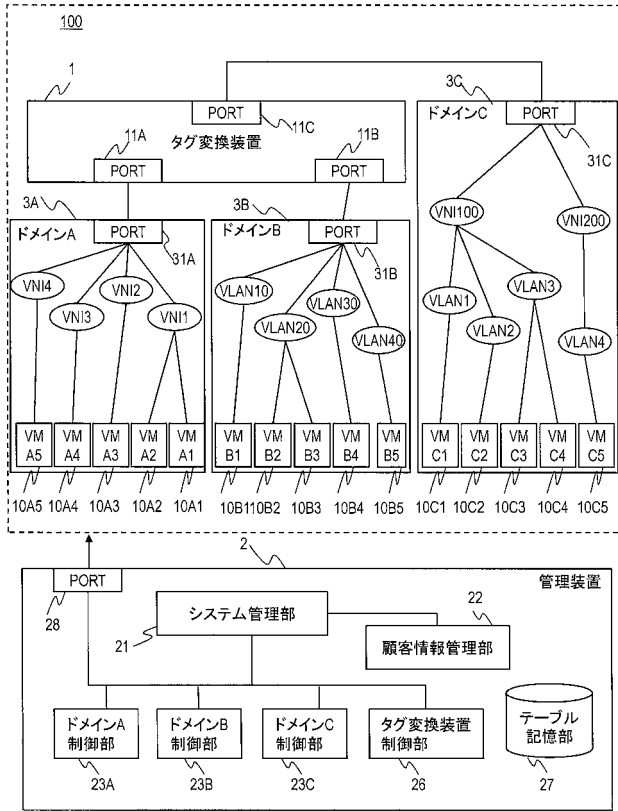 100
1
PORT
11C
タグ変換装置
11A
11B
PORT
PORT
3C
ドメインC
PORT
31C
VNI100
VNI200
VLAN1
VLAN2
VLAN3
VLAN4
VM C1
VM C2
VM C3
VM C4
VM C5
10C1
10C2
10C3
10C4
10C5
3A
ドメインA
PORT
31A
VNI4
VNI3
VNI2
VNI1
VM A5
VM A4
VM A3
VM A2
VM A1
10A5
10A4
10A3
10A2
10A1
3B
ドメインB
PORT
31B
VLAN10
VLAN20
VLAN30
VLAN40
VM B1
VM B2
VM B3
VM B4
VM B5
10B1
10B2
10B3
10B4
10B5
2
PORT
28
管理装置
システム管理部
21
22
顧客情報管理部
ドメインA
制御部
23A
ドメインB
制御部
23B
ドメインC
制御部
23C
タグ変換装置
制御部
26
テーブル
記憶部
27